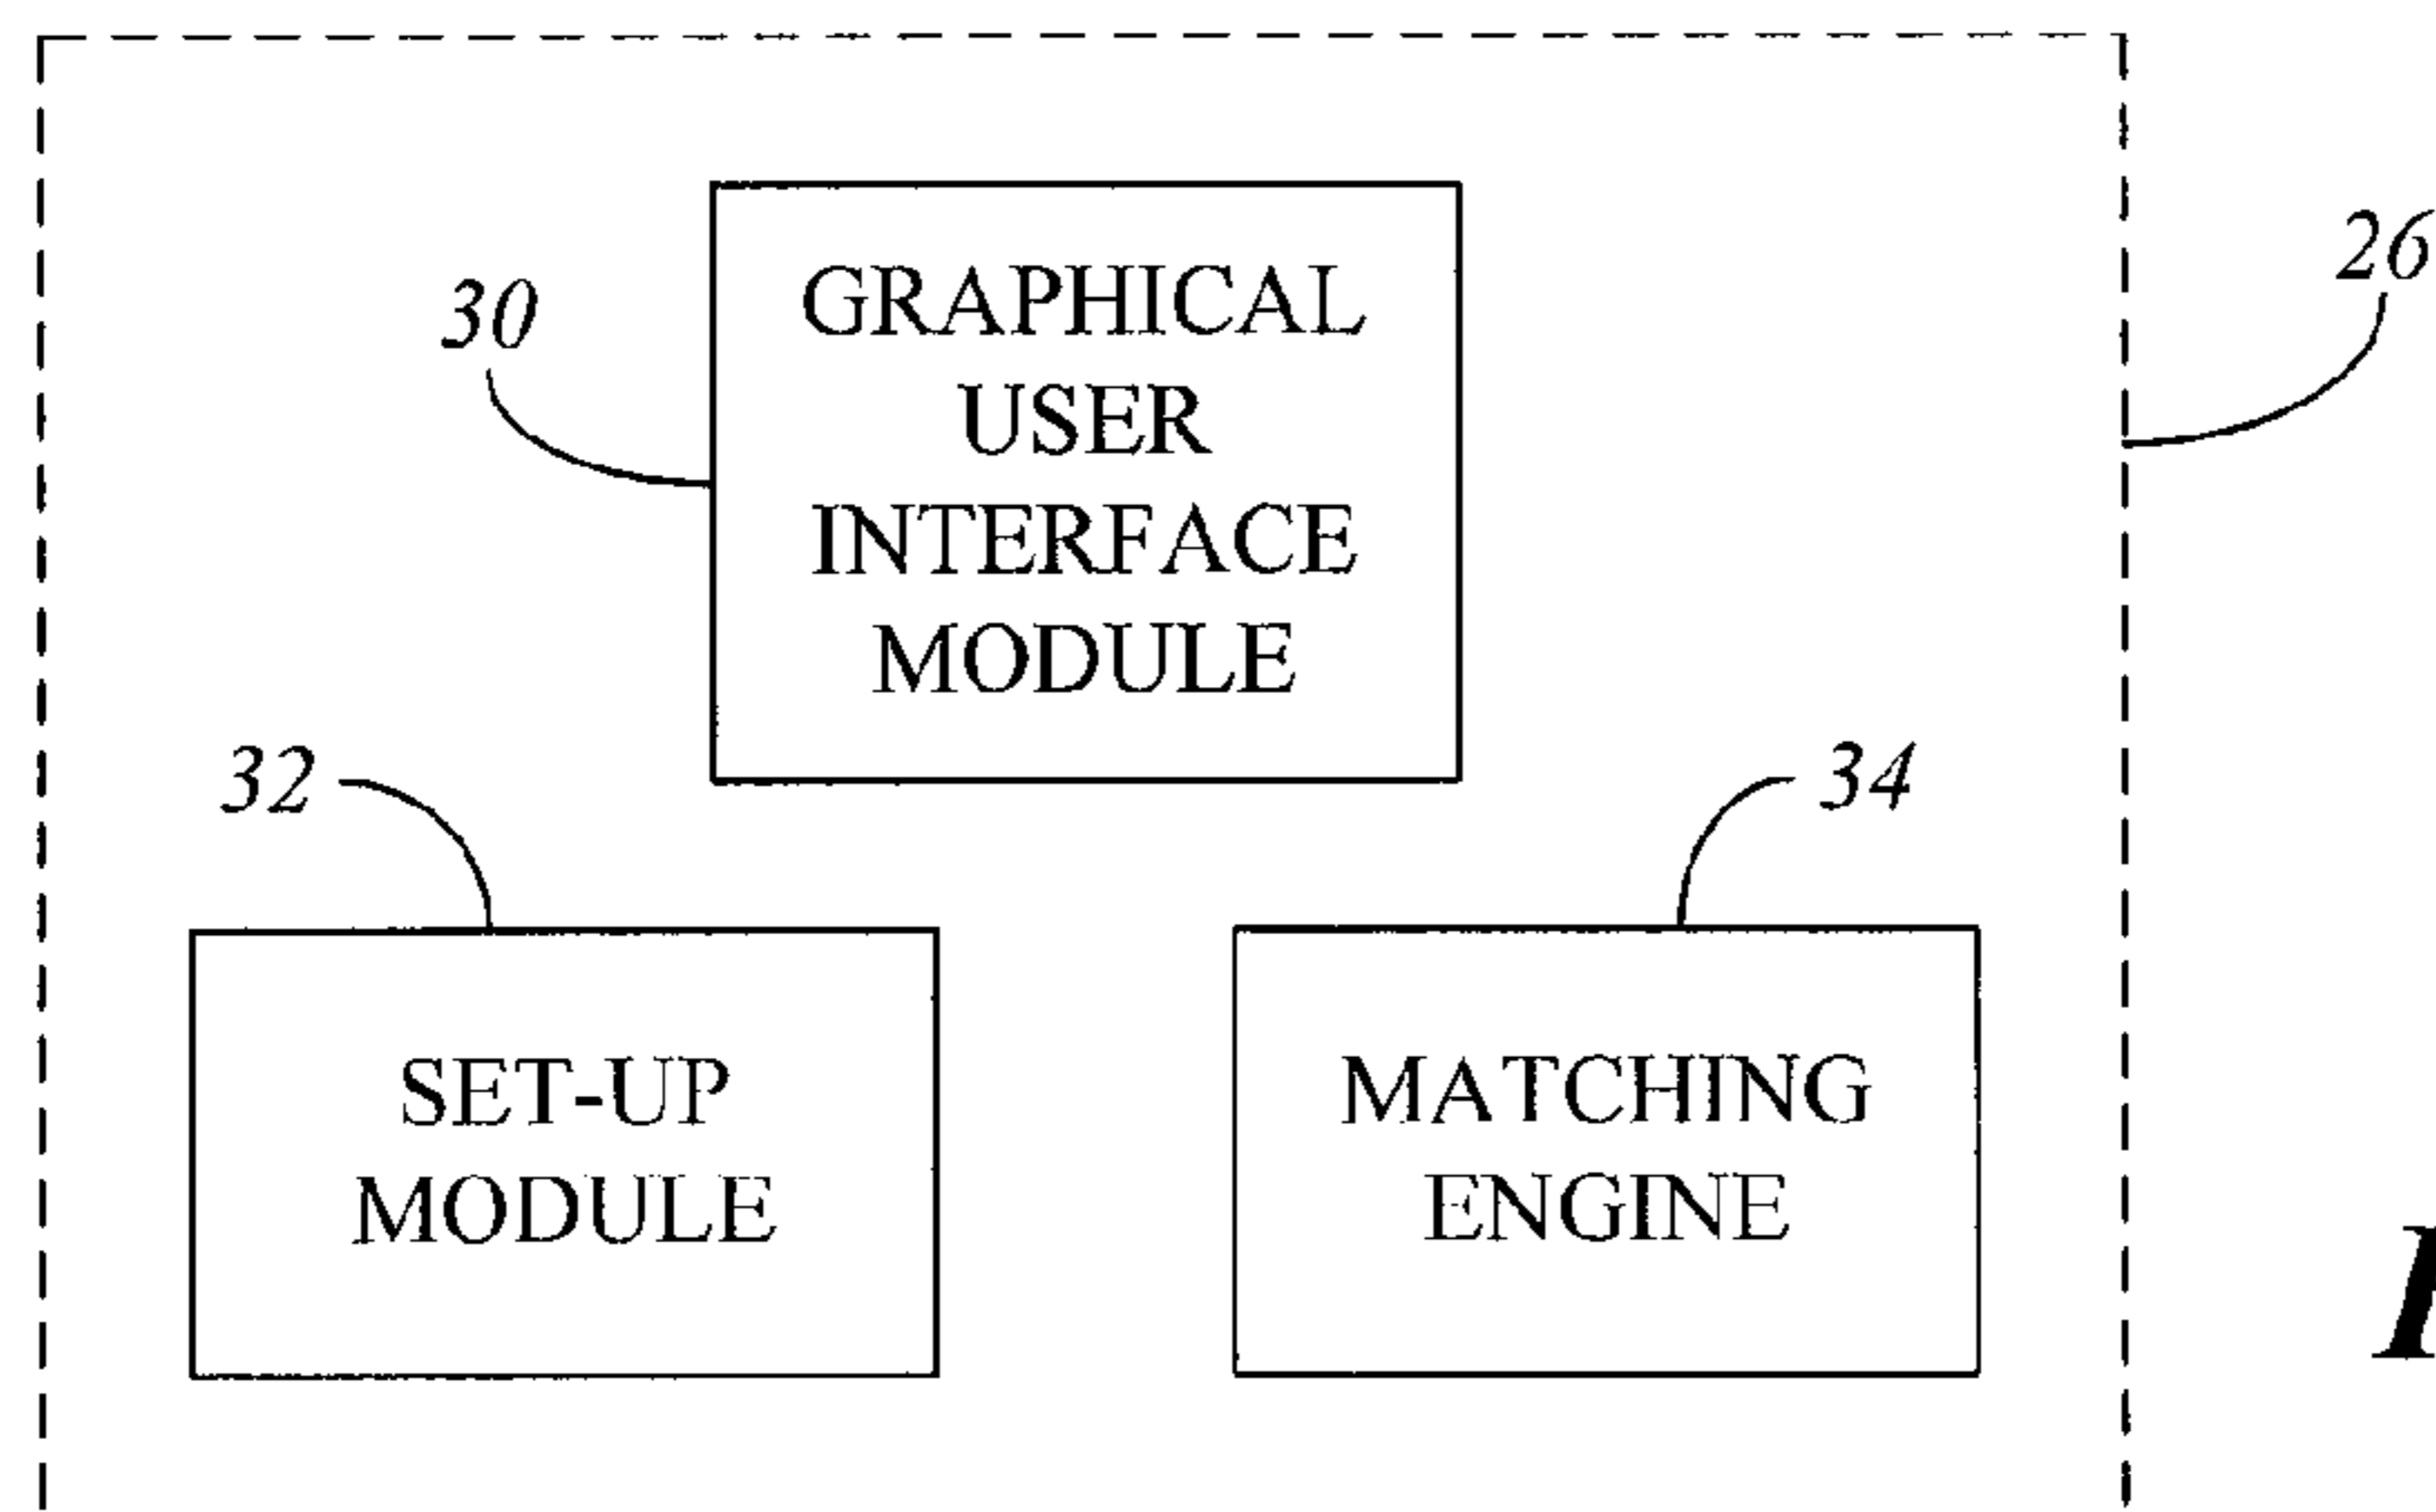 26
30
GRAPHICAL
USER
INTERFACE
MODULE
32
34
SET-UP
MODULE
MATCHING
ENGINE